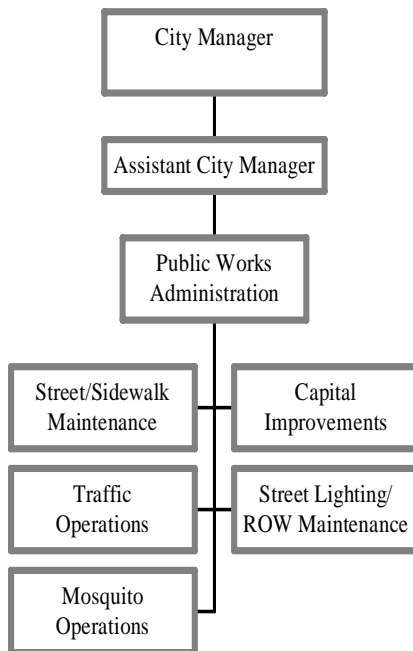 City Manager
Assistant City Manager
Public Works
Administration
Street/Sidewalk
Maintenance
Capital
Improvements
Traffic
Operations
Street Lighting/
ROW Maintenance
Mosquito
Operations